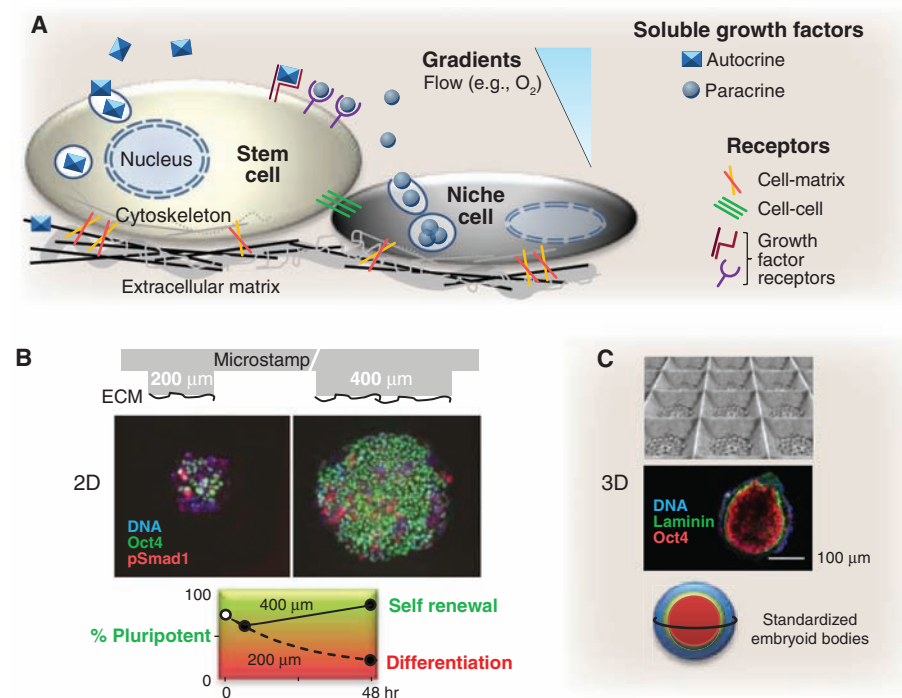 A
Soluble growth factors
Autocrine
Paracrine
Gradients
Flow (e.g., O₂)
Nucleus
Stem
cell
Niche
cell
Cytoskeleton
Extracellular matrix
Receptors
Cell-matrix
Cell-cell
Growth
factor
receptors
B
Microstamp
200 μm
400 μm
ECM
2D
DNA
Oct4
pSmad1
100
400 μm
Self renewal
% Pluripotent
200 μm
Differentiation
0
0
48 hr
C
3D
DNA
Laminin
Oct4
100 μm
Standardized
embryoid bodies